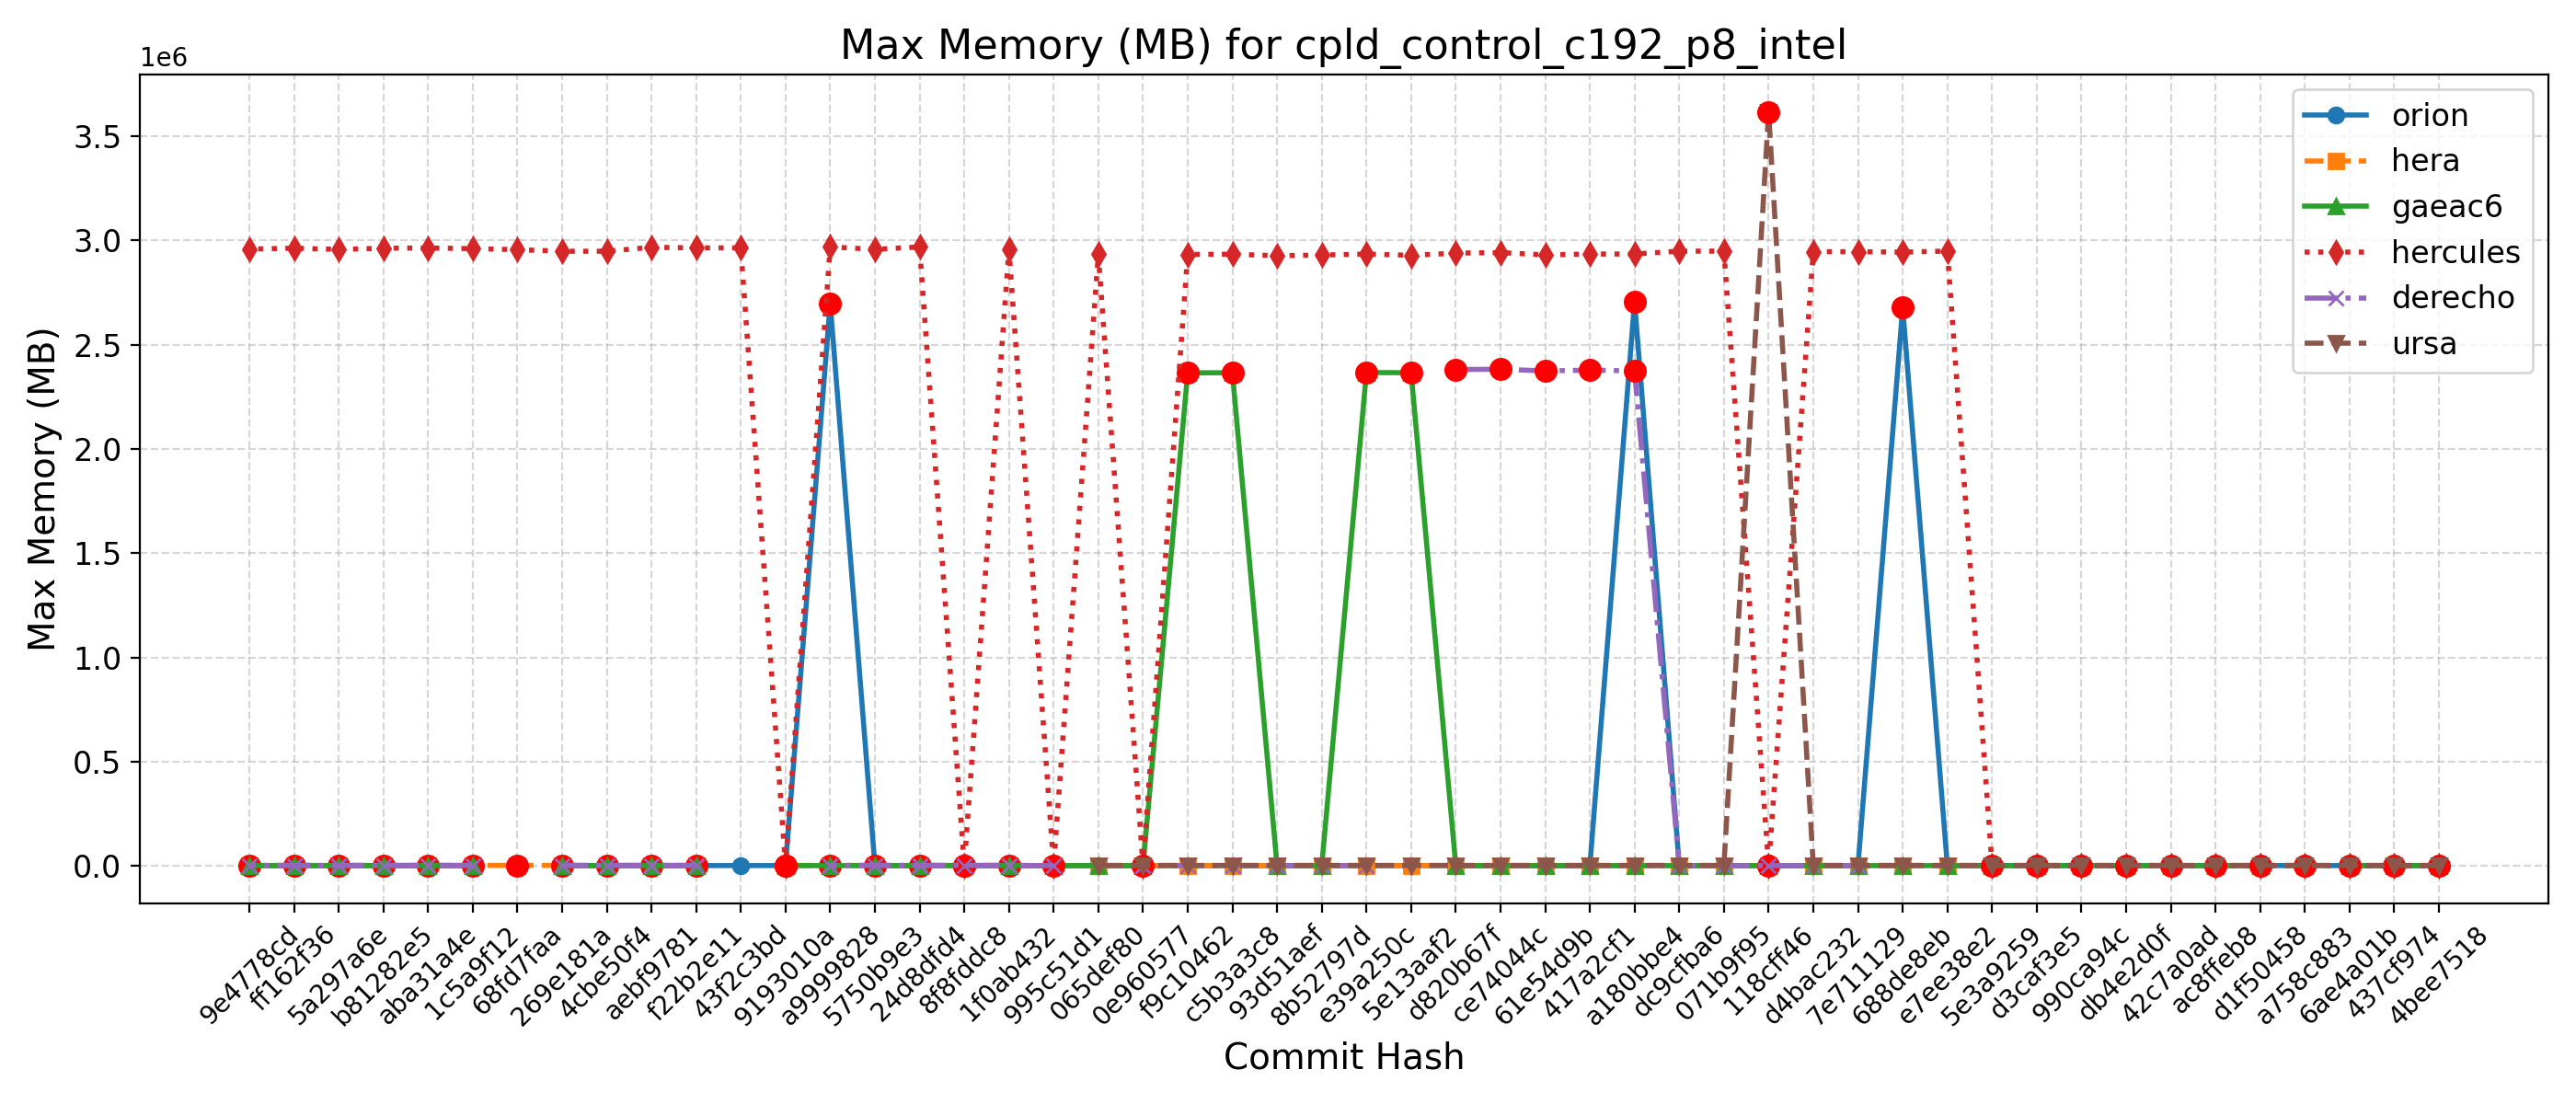 Max Memory (MB) for cpld_control_c192_p8_intel
1e6
3.5
3.0
2.5
2.0
1.5
1.0
0.5
0.0
Max Memory (MB)
orion
hera
gaeac6
hercules
derecho
ursa
9e4778cd
ff162f36
5a297a6e
b81282e5
aba31a4e
1c5a9f12
68fd7faa
269e181a
4cbe50f4
aebf9781
f22b2e11
43f2c3bd
9193010a
a9999828
5750b9e3
24d8dfd4
8f8fddc8
1f0ab432
995c51d1
065def80
0e960577
f9c10462
c5b3a3c8
93d51aef
8b52797d
e39a250c
5e13aaf2
d820b67f
ce74044c
61e54d9b
417a2cf1
a180bbe4
dc9cfba6
071b9f95
118cff46
d4bac232
7e711129
688de8eb
e7ee38e2
5e3a9259
d3caf3e5
990ca94c
db4e2d0f
42c7a0ad
ac8ffeb8
d1f50458
a758c883
6ae4a01b
437cf974
4bee7518
Commit Hash